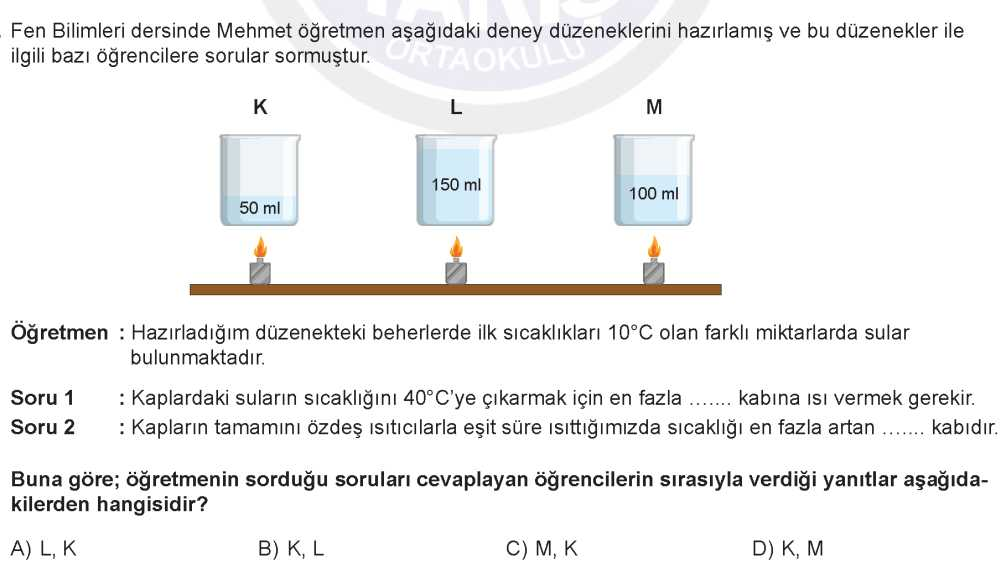 Fen Bilimleri dersinde Mehmet öğretmen aşağıdaki deney düzeneklerini hazırlamış ve bu düzenekler ile
ilgili bazı öğrencilere sorular sormuştur.
ORTAOKULU
K L M
50 ml 150 ml 100 ml
Öğretmen : Hazırladığım düzenekteki beherlerde ilk sıcaklıkları 10°C olan farklı miktarlarda sular
bulunmaktadır.
Soru 1 : Kaplardaki suların sıcaklığını 40°C'ye çıkarmak için en fazla ....... kabına ısı vermek gerekir.
Soru 2 : Kapların tamamını özdeş ısıtıcılarla eşit süre ısıttığımızda sıcaklığı en fazla artan ....... kabıdır.
Buna göre; öğretmenin sorduğu soruları cevaplayan öğrencilerin sırasıyla verdiği yanıtlar aşağıda-
kilerden hangisidir?
A) L, K B) K, L C) M, K D) K, M